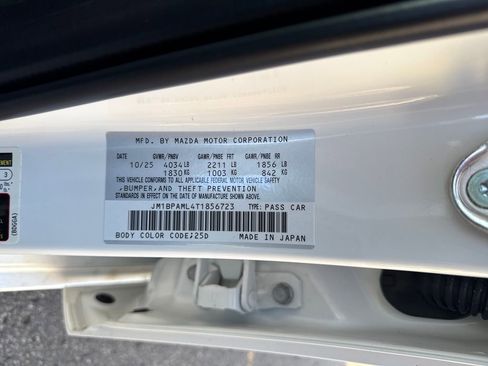 MFD. BY MAZDA MOTOR CORPORATION
DATE GVWR/PNBV GAWR/PNBE FRT GAWR/PNBE RR
10/25 4034 LB 2211 LB 1856 LB
1830 KG 1003 KG 842 KG
THIS VEHICLE CONFORMS TO ALL APPLICABLE FEDERAL MOTOR VEHICLE SAFETY
,BUMPER,AND THEFT PREVENTION
STANDARDS IN EFFECT ON THE DATE OF MANUFACTURE SHOWN ABOVE.
JM1BPAML4T1856723 TYPE: PASS CAR
BODY COLOR CODE:25D MADE IN JAPAN
3
(BDGGA)